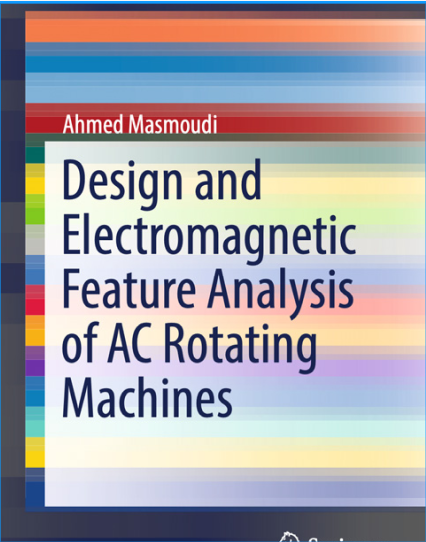 Ahmed Masmoudi
Design and
Electromagnetic
Feature Analysis
of AC Rotating
Machines